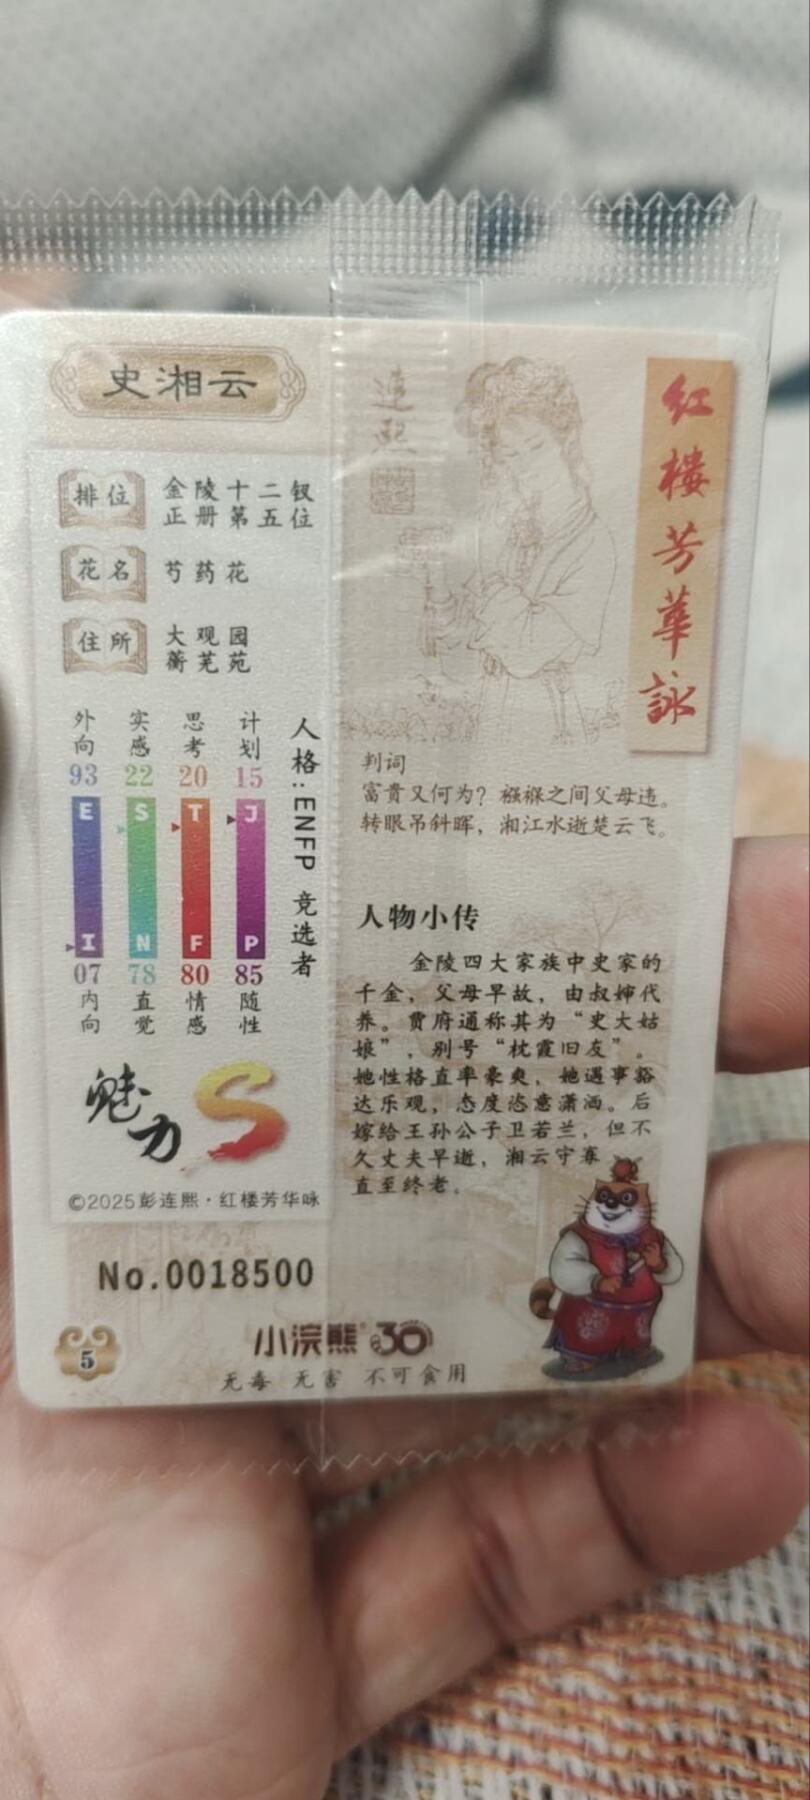 史湘云
排位
金陵十二钗
正册第五位
花名
芍药花
住所
大观园
蘅芜苑
外向 实感 思考 计划
93 22 20 15
E S T J
I N F P
07 78 80 85
内向 直觉 情感 随性
人格:ENFP 竞选者
魅力S
©2025彭连熙·红楼芳华咏
No.0018500
5
连熙
红楼芳華詠
判词
富贵又何为?襁褓之间父母违。
转眼吊斜晖，湘江水逝楚云飞。
人物小传
金陵四大家族中史家的
千金，父母早故，由叔婶代
养。贾府通称其为“史大姑
娘”，别号“枕霞旧友”。
她性格直率豪爽，她遇事豁
达乐观，态度恣意潇洒。后
嫁给王孙公子卫若兰，但不
久丈夫早逝，湘云守寡
直至终老。
小浣熊® 30
无毒 无害 不可食用